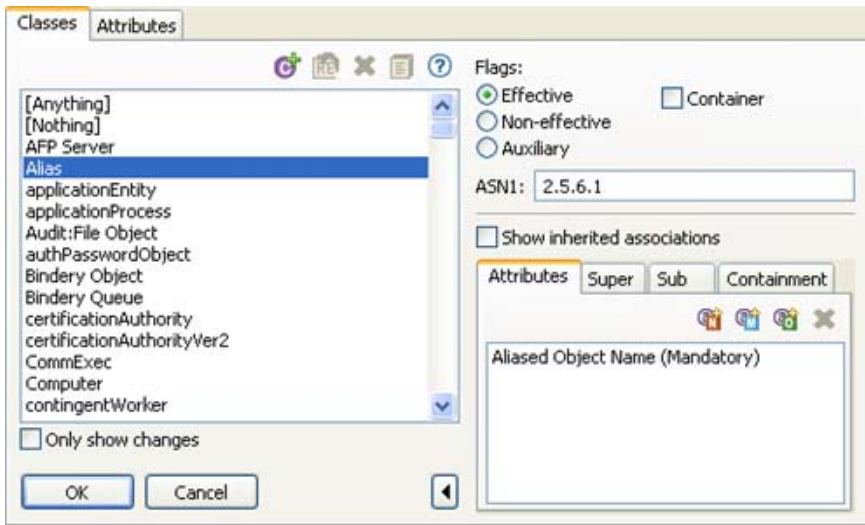 Classes Attributes
[Anything]
[Nothing]
AFP Server
Alias
applicationEntity
applicationProcess
Audit:File Object
authPasswordObject
Bindery Object
Bindery Queue
certificationAuthority
certificationAuthorityVer2
CommExec
Computer
contingentWorker
Only show changes
OK Cancel
Flags:
Effective Container
Non-effective
Auxiliary
ASN1: 2.5.6.1
Show inherited associations
Attributes Super Sub Containment
Aliased Object Name (Mandatory)